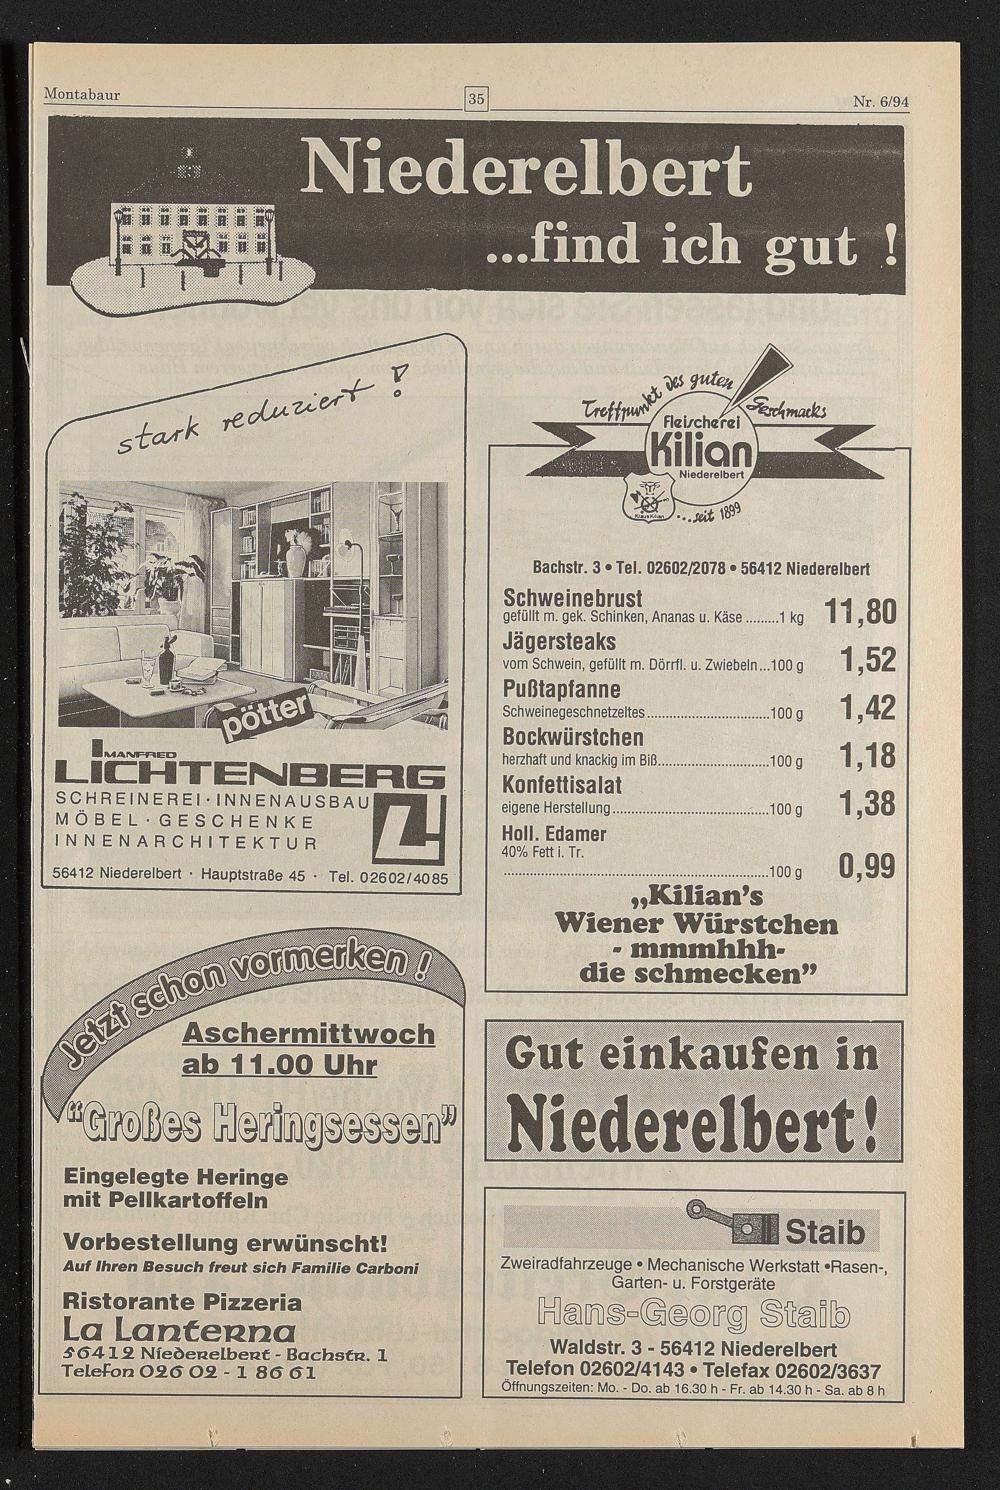 Montabaur
35
Nr. 6/94
Niederelbert
...find ich gut !
stark reduziert !
pötter
MANFRED
LICHTENBERG
SCHREINEREI · INNENAUSBAU
MÖBEL · GESCHENKE
INNENARCHITEKTUR
56412 Niederelbert · Hauptstraße 45 · Tel. 02602/4085
Treffpunkt des guten Geschmacks
Fleischerei
Kilian
Niederelbert
Klaus Kilian
...seit 1899
Bachstr. 3 • Tel. 02602/2078 • 56412 Niederelbert
Schweinebrust
gefüllt m. gek. Schinken, Ananas u. Käse .........1 kg 11,80
Jägersteaks
vom Schwein, gefüllt m. Dörrfl. u. Zwiebeln...100 g 1,52
Pußtapfanne
Schweinegeschnetzeltes.................................100 g 1,42
Bockwürstchen
herzhaft und knackig im Biß..............................100 g 1,18
Konfettisalat
eigene Herstellung..........................................100 g 1,38
Holl. Edamer
40% Fett i. Tr.
......................................................................100 g 0,99
„Kilian's
Wiener Würstchen
- mmmhhh-
die schmecken”
Jetzt schon vormerken !
Aschermittwoch
ab 11.00 Uhr
“Großes Heringsessen”
Eingelegte Heringe
mit Pellkartoffeln
Vorbestellung erwünscht!
Auf Ihren Besuch freut sich Familie Carboni
Ristorante Pizzeria
La Lanterna
56412 Niederelbert - Bachstr. 1
Telefon 026 02 - 1 86 61
Gut einkaufen in
Niederelbert!
Staib
Zweiradfahrzeuge • Mechanische Werkstatt •Rasen-,
Garten- u. Forstgeräte
Hans-Georg Staib
Waldstr. 3 - 56412 Niederelbert
Telefon 02602/4143 • Telefax 02602/3637
Öffnungszeiten: Mo. - Do. ab 16.30 h - Fr. ab 14.30 h - Sa. ab 8 h